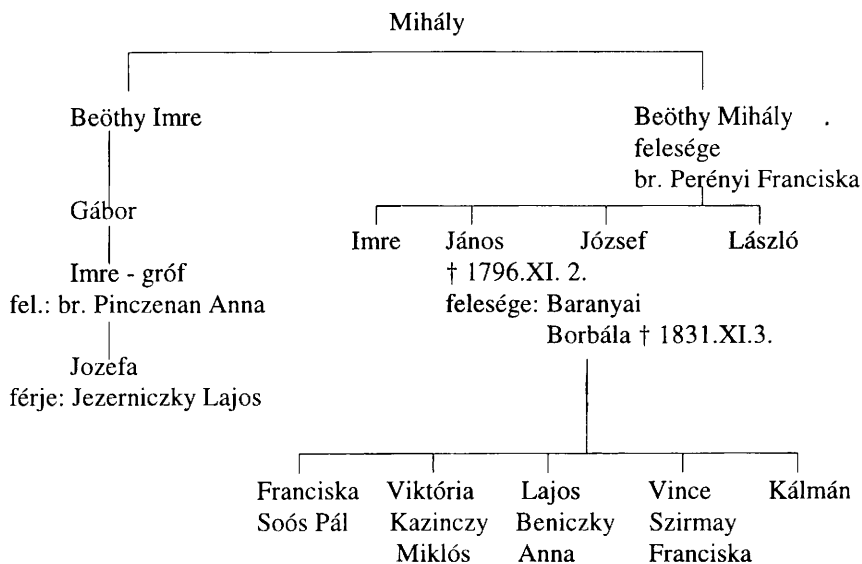 Mihály
Beöthy Imre
Beöthy Mihály
felesége
br. Perényi Franciska
Gábor
Imre János József László
Imre - gróf
† 1796.XI. 2.
fel.: br. Pinczenan Anna
felesége: Baranyai
Borbála † 1831.XI.3.
Jozefa
férje: Jezerniczky Lajos
Franciska Viktória Lajos Vince Kálmán
Soós Pál Kazinczy Beniczky Szirmay
Miklós Anna Franciska